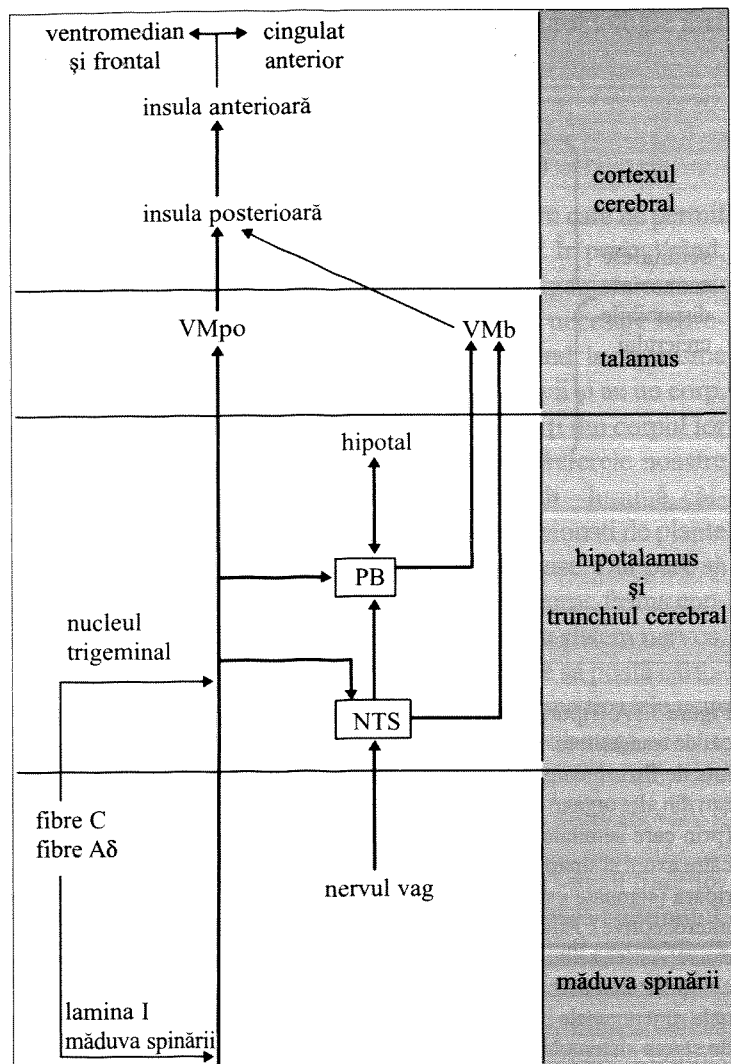 ventromedian
și frontal
cingulat
anterior
insula anterioară
insula posterioară
cortexul
cerebral
VMpo
VMb
talamus
hipotal
PB
nucleul
trigeminal
NTS
hipotalamus
și
trunchiul cerebral
fibre C
fibre Aδ
nervul vag
lamina I
măduva spinării
măduva spinării